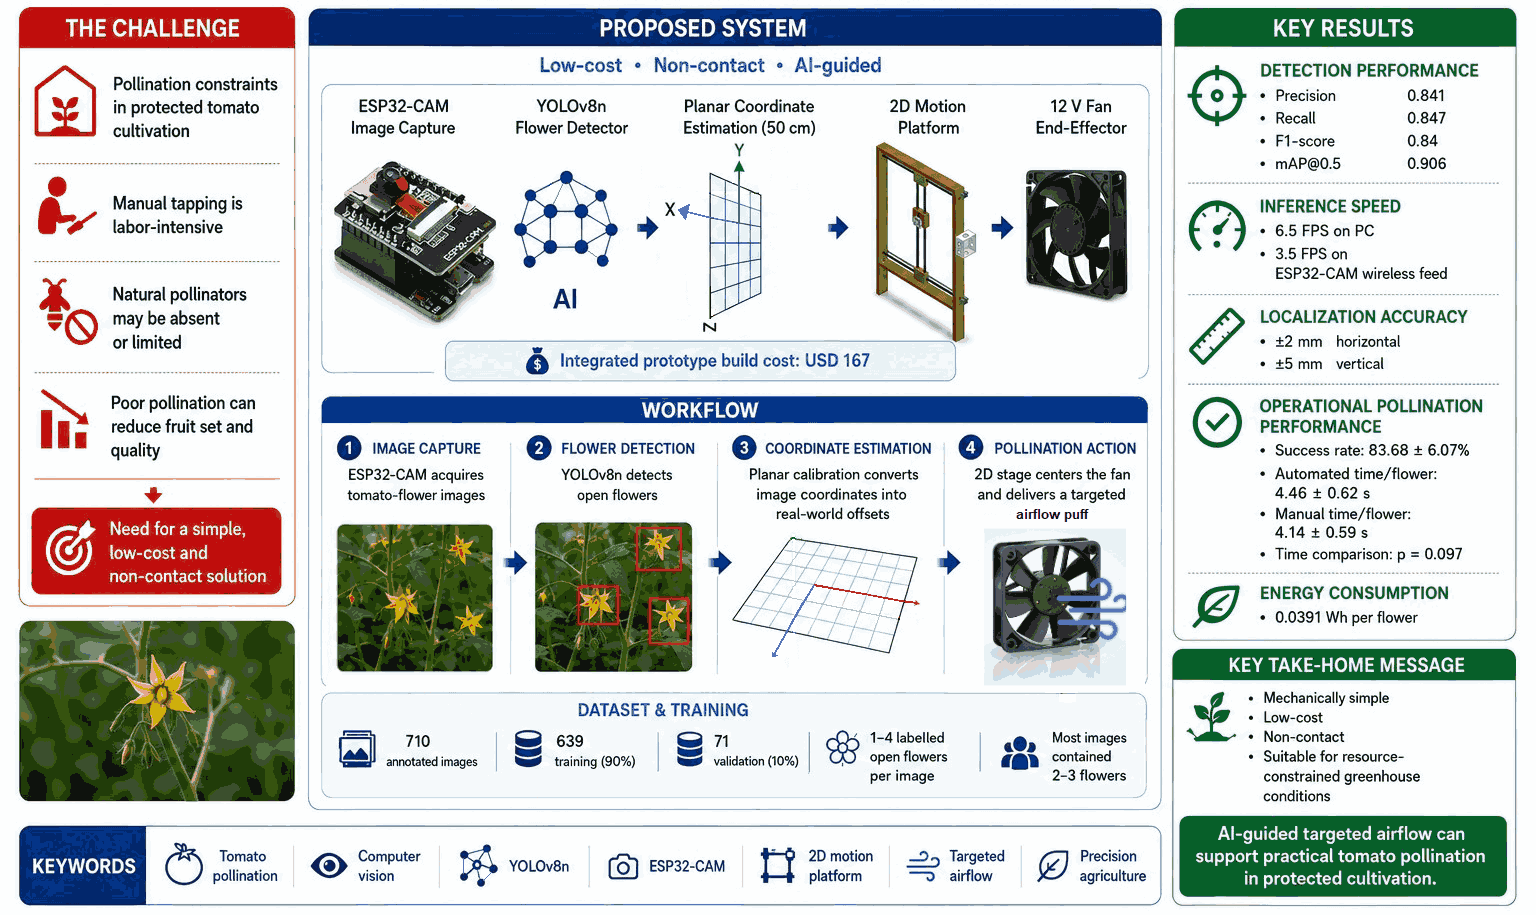 THE CHALLENGE
Pollination constraints
in protected tomato
cultivation
Manual tapping is
labor-intensive
Natural pollinators
may be absent
or limited
Poor pollination can
reduce fruit set and
quality
Need for a simple,
low-cost and
non-contact solution
PROPOSED SYSTEM
Low-cost • Non-contact • AI-guided
ESP32-CAM
Image Capture
YOLOv8n
Flower Detector
Planar Coordinate
Estimation (50 cm)
2D Motion
Platform
12 V Fan
End-Effector
ESP32-CAM
AI
Y
X
Z
$ Integrated prototype build cost: USD 167
WORKFLOW
1 IMAGE CAPTURE
ESP32-CAM acquires
tomato-flower images
2 FLOWER DETECTION
YOLOv8n detects
open flowers
3 COORDINATE ESTIMATION
Planar calibration converts
image coordinates into
real-world offsets
4 POLLINATION ACTION
2D stage centers the fan
and delivers a targeted
airflow puff
DATASET & TRAINING
710
annotated images
639
training (90%)
71
validation (10%)
1–4 labelled
open flowers
per image
Most images
contained
2–3 flowers
KEY RESULTS
DETECTION PERFORMANCE
• Precision 0.841
• Recall 0.847
• F1-score 0.84
• mAP@0.5 0.906
INFERENCE SPEED
• 6.5 FPS on PC
• 3.5 FPS on
ESP32-CAM wireless feed
LOCALIZATION ACCURACY
• ±2 mm horizontal
• ±5 mm vertical
OPERATIONAL POLLINATION
PERFORMANCE
• Success rate: 83.68 ± 6.07%
• Automated time/flower:
4.46 ± 0.62 s
• Manual time/flower:
4.14 ± 0.59 s
• Time comparison: p = 0.097
ENERGY CONSUMPTION
• 0.0391 Wh per flower
KEY TAKE-HOME MESSAGE
• Mechanically simple
• Low-cost
• Non-contact
• Suitable for resource-
constrained greenhouse
conditions
AI-guided targeted airflow can
support practical tomato pollination
in protected cultivation.
KEYWORDS
Tomato
pollination
Computer
vision
YOLOv8n
ESP32-CAM
2D motion
platform
Targeted
airflow
Precision
agriculture